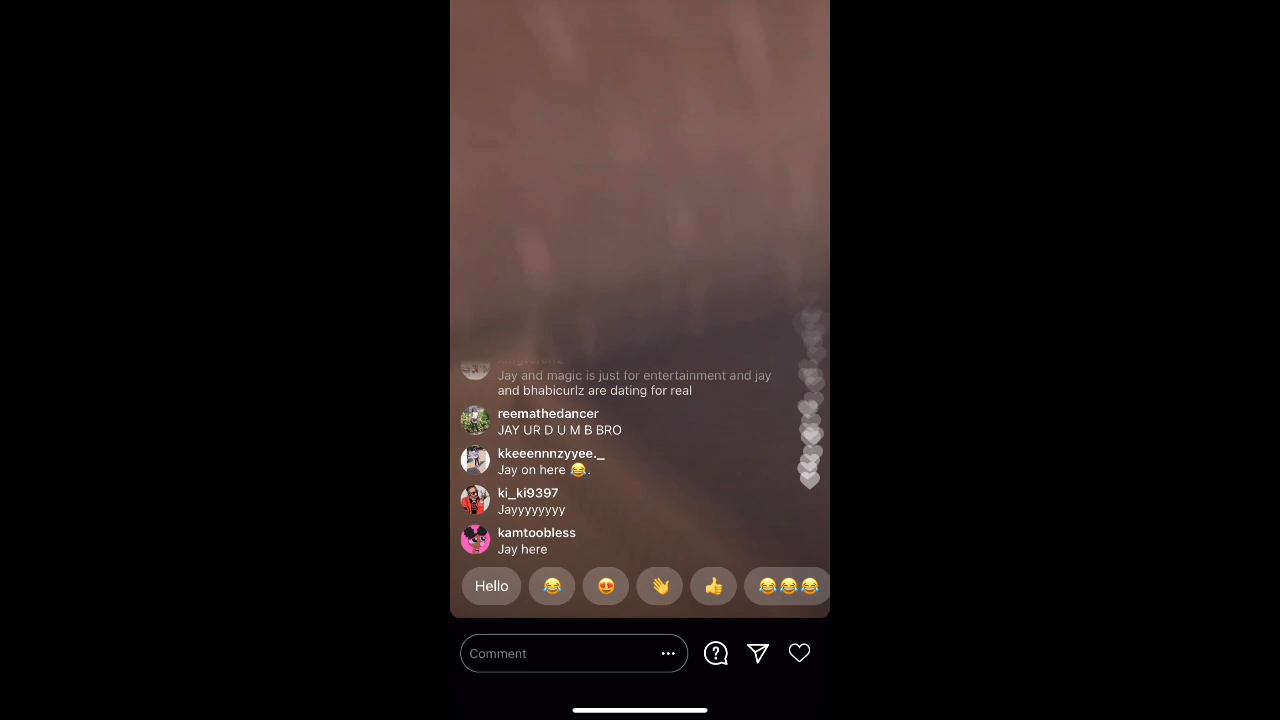 Jay and magic is just for entertainment and jay
and bhabicurlz are dating for real
reemathedancer
JAY UR D U M B BRO
kkeeennnzyyee._
Jay on here 😂.
ki_ki9397
Jayyyyyyyy
kamtoobless
Jay here
Hello 😂 😍 👋 👍 😂😂😂
Comment